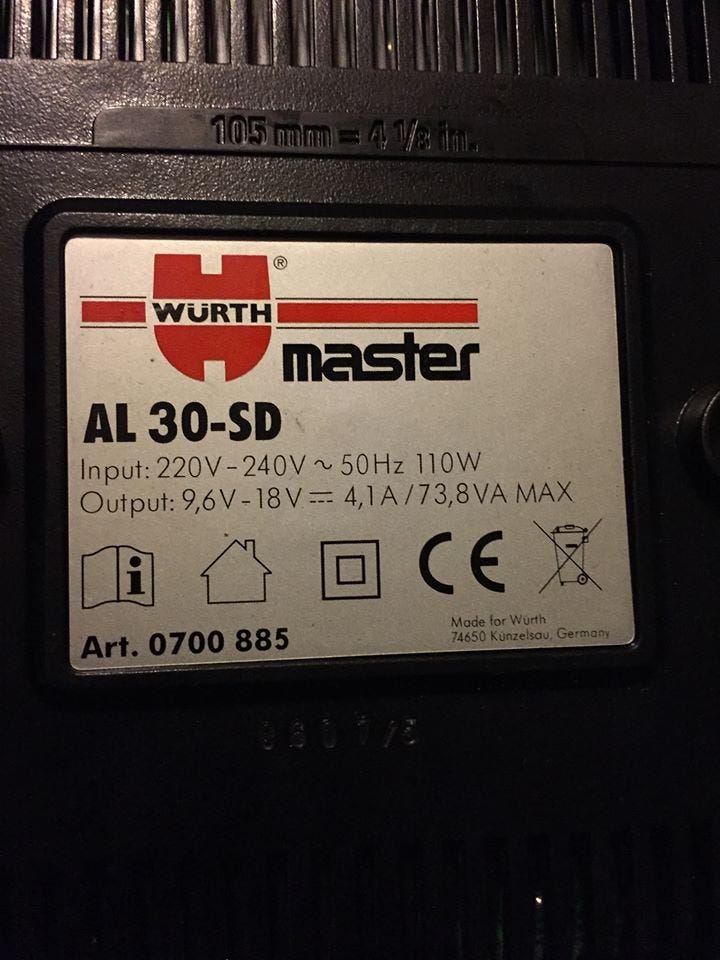 105 mm = 4 1/8 in.
WÜRTH ®
master
AL 30-SD
Input: 220V-240V ~ 50Hz 110W
Output: 9,6V-18V ⎓ 4,1A/73,8VA MAX
i
CE
Art. 0700 885
Made for Würth
74650 Künzelsau, Germany